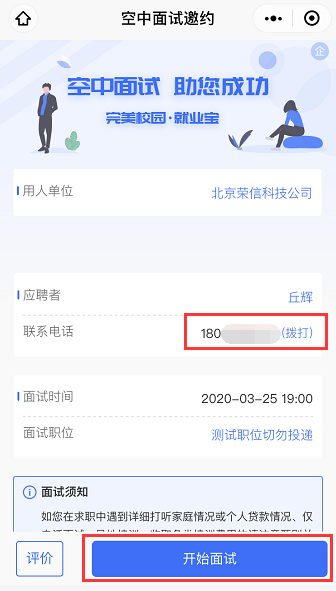 空中面试邀约
企
空中面试 助您成功
完美校园·就业宝
用人单位 北京荣信科技公司
应聘者 丘辉
联系电话 180 (拨打)
面试时间 2020-03-25 19:00
面试职位 测试职位切勿投递
面试须知
如您在求职中遇到详细打听家庭情况或个人贷款情况、仅
评价 开始面试